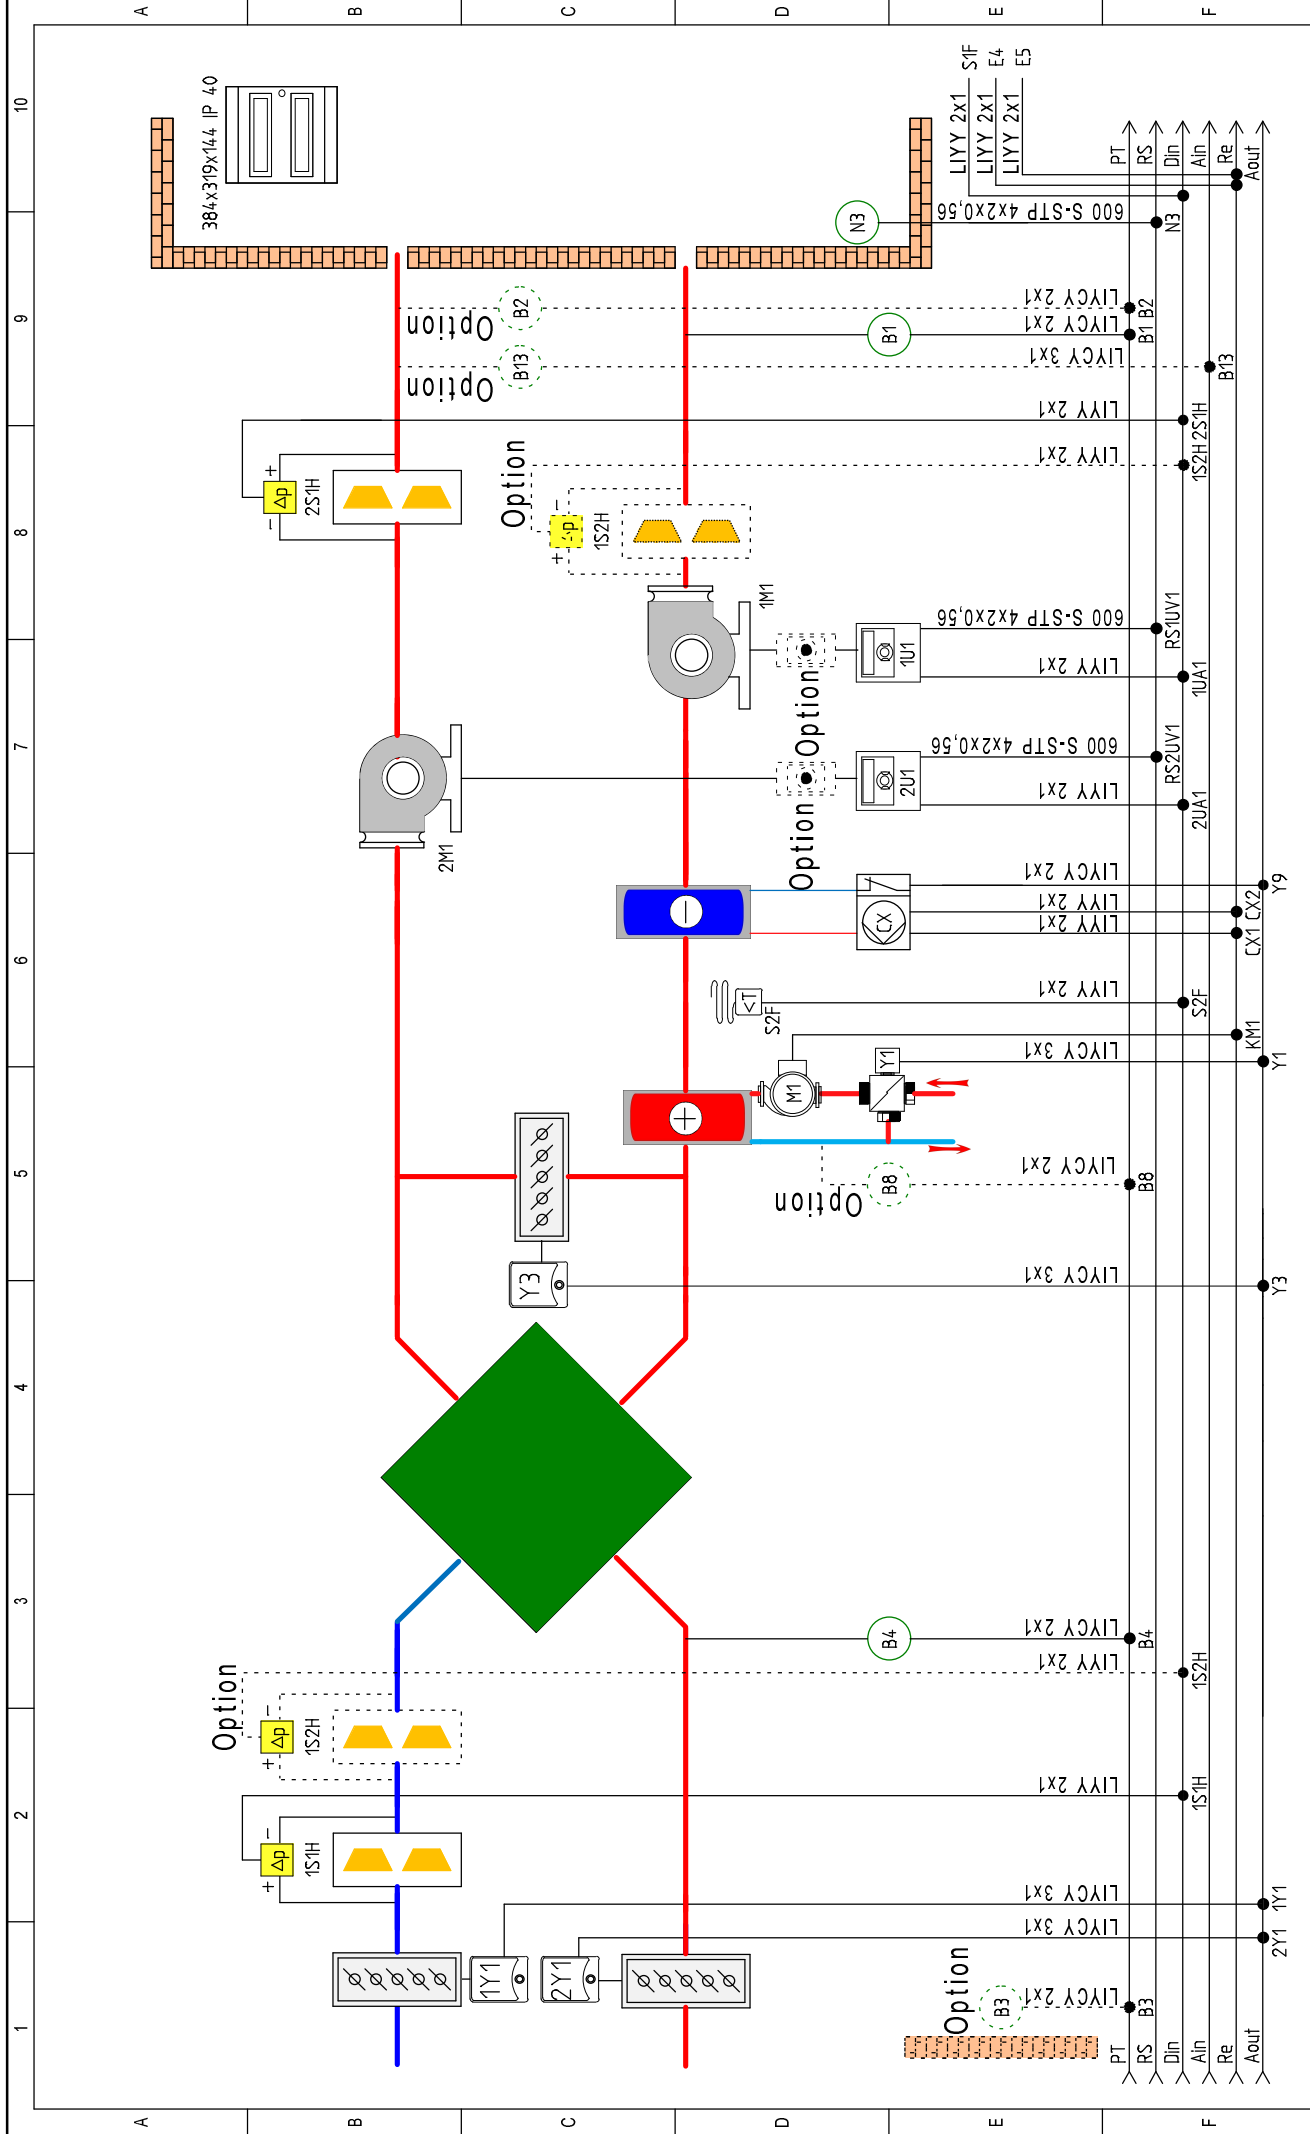 A B C D E F
10
9
8
7
6
5
4
3
2
1
A B C D E F
384x319x144 IP 40
S1F
E4
E5
LIYY 2x1
LIYY 2x1
LIYY 2x1
PT
RS
Din
Ain
Re
Aout
N3
600 S-STP 4x2x0,56
N3
Option
B2
LIYCY 2x1
B2
B1
LIYCY 2x1
B1
Option
B13
LIYCY 3x1
B13
LIYY 2x1
2S1H
+
Δp
-
2S1H
Option
LIYY 2x1
1S2H
-
Δp
+
1S2H
1M1
Option
1U1
600 S-STP 4x2x0,56
RS1UV1
LIYY 2x1
1UA1
2M1
Option
2U1
600 S-STP 4x2x0,56
RS2UV1
LIYY 2x1
2UA1
CX
LIYCY 2x1
Y9
LIYY 2x1
CX2
LIYY 2x1
CX1
<T
S2F
LIYY 2x1
S2F
M1
KM1
Y1
LIYCY 3x1
Y1
Option
B8
LIYCY 2x1
B8
Y3
LIYCY 3x1
Y3
B4
LIYCY 2x1
B4
Option
LIYY 2x1
1S2H
-
Δp
+
1S2H
LIYY 2x1
1S1H
-
Δp
+
1S1H
1Y1
LIYCY 3x1
1Y1
2Y1
LIYCY 3x1
2Y1
Option
B3
LIYCY 2x1
B3
PT
RS
Din
Ain
Re
Aout